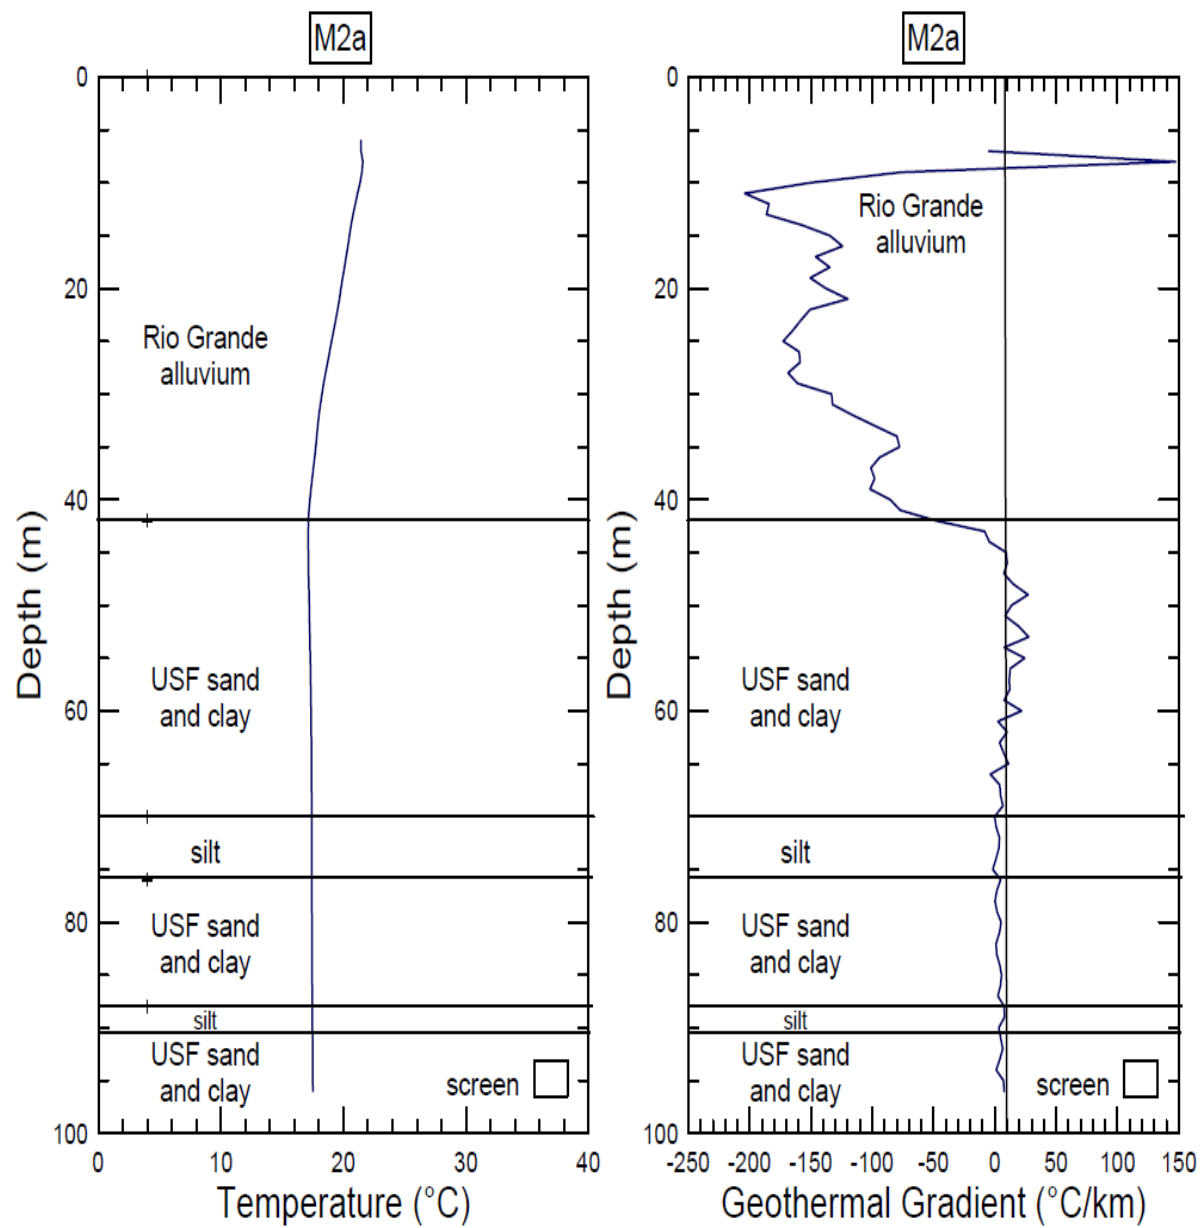 M2a
0
20
40
60
80
100
Depth (m)
Rio Grande
alluvium
USF sand
and clay
silt
USF sand
and clay
silt
USF sand
and clay
screen
0
10
20
30
40
Temperature (°C)
M2a
0
20
40
60
80
100
Depth (m)
Rio Grande
alluvium
USF sand
and clay
silt
USF sand
and clay
silt
USF sand
and clay
screen
-250 -200 -150 -100 -50 0 50 100 150
Geothermal Gradient (°C/km)